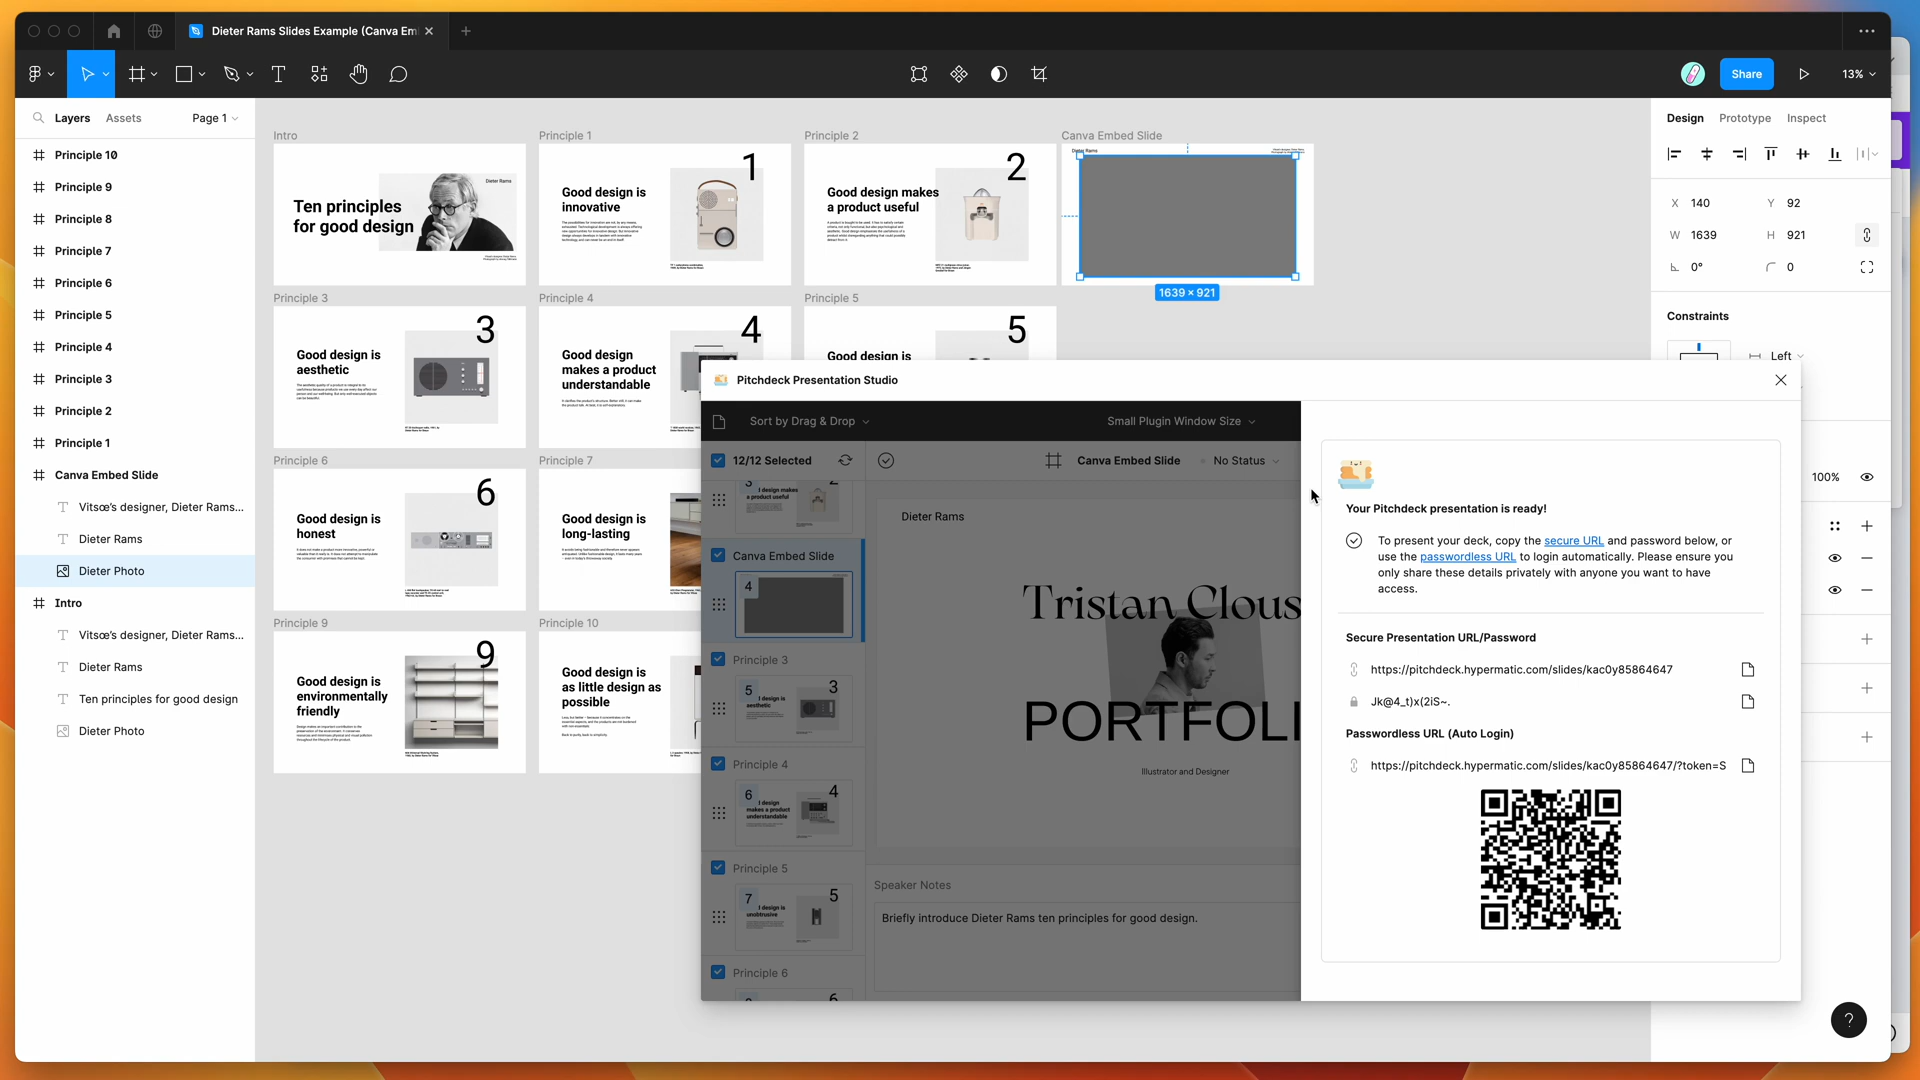 Dieter Rams Slides Example (Canva Em
Share
13%
Layers
Assets
Page 1
Principle 10
Principle 9
Principle 8
Principle 7
Principle 6
Principle 5
Principle 4
Principle 3
Principle 2
Principle 1
Canva Embed Slide
Vitsœ's designer, Dieter Rams...
Dieter Rams
Dieter Photo
Intro
Vitsœ's designer, Dieter Rams...
Dieter Rams
Ten principles for good design
Dieter Photo
Intro
Dieter Rams
Ten principles
for good design
Principle 1
1
Good design is
innovative
Principle 2
2
Good design makes
a product useful
Canva Embed Slide
Dieter Rams
1639 × 921
Principle 3
3
Good design is
aesthetic
Principle 4
4
Good design
makes a product
understandable
Principle 5
5
Good design is
Principle 6
6
Good design is
honest
Principle 7
Good design is
long-lasting
Principle 9
9
Good design is
environmentally
friendly
Principle 10
Good design is
as little design as
possible
Design
Prototype
Inspect
X 140
Y 92
W 1639
H 921
0°
0
Constraints
Left
100%
Pitchdeck Presentation Studio
Sort by Drag & Drop
Small Plugin Window Size
12/12 Selected
Canva Embed Slide
No Status
Canva Embed Slide
4
Principle 3
5
3
Principle 4
6
4
Principle 5
7
5
Principle 6
Dieter Rams
Tristan Clous
PORTFOLI
Illustrator and Designer
Speaker Notes
Briefly introduce Dieter Rams ten principles for good design.
Your Pitchdeck presentation is ready!
To present your deck, copy the secure URL and password below, or
use the passwordless URL to login automatically. Please ensure you
only share these details privately with anyone you want to have
access.
Secure Presentation URL/Password
https://pitchdeck.hypermatic.com/slides/kac0y85864647
Jk@4_t)x(2iS~.
Passwordless URL (Auto Login)
https://pitchdeck.hypermatic.com/slides/kac0y85864647/?token=S
?